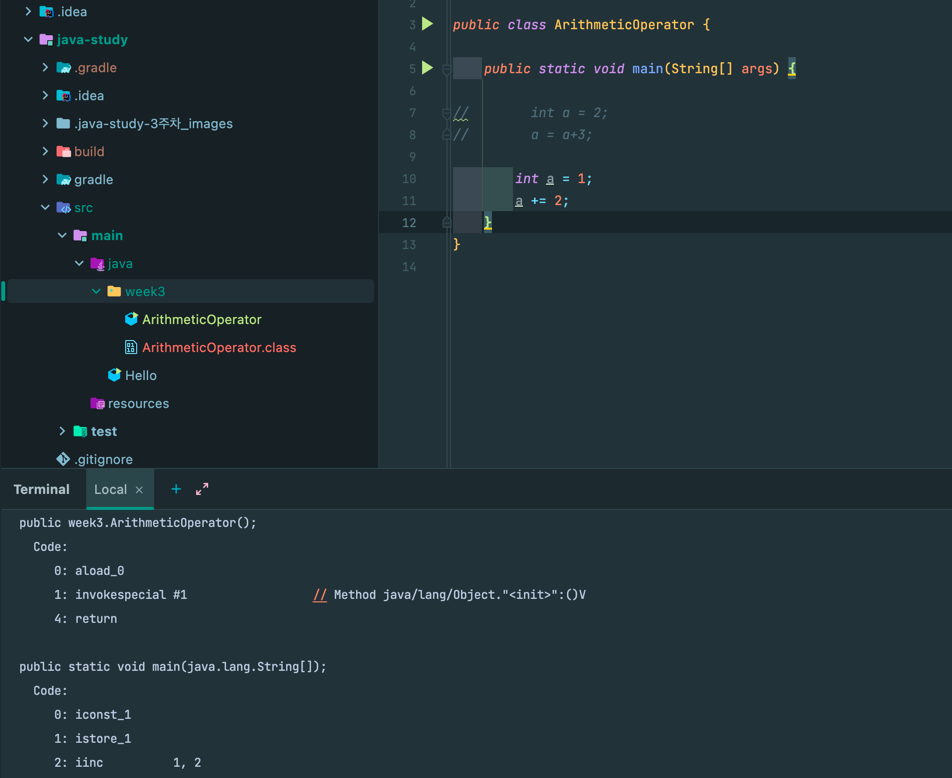 .idea
java-study
.gradle
.idea
.java-study-3주차_images
build
gradle
src
main
java
week3
ArithmeticOperator
ArithmeticOperator.class
Hello
resources
test
.gitignore
2
3 public class ArithmeticOperator {
4
5 public static void main(String[] args) {
6
7 // int a = 2;
8 // a = a+3;
9
10 int a = 1;
11 a += 2;
12 }
13 }
14
Terminal Local × +
public week3.ArithmeticOperator();
Code:
0: aload_0
1: invokespecial #1 // Method java/lang/Object."<init>":()V
4: return
public static void main(java.lang.String[]);
Code:
0: iconst_1
1: istore_1
2: iinc 1, 2